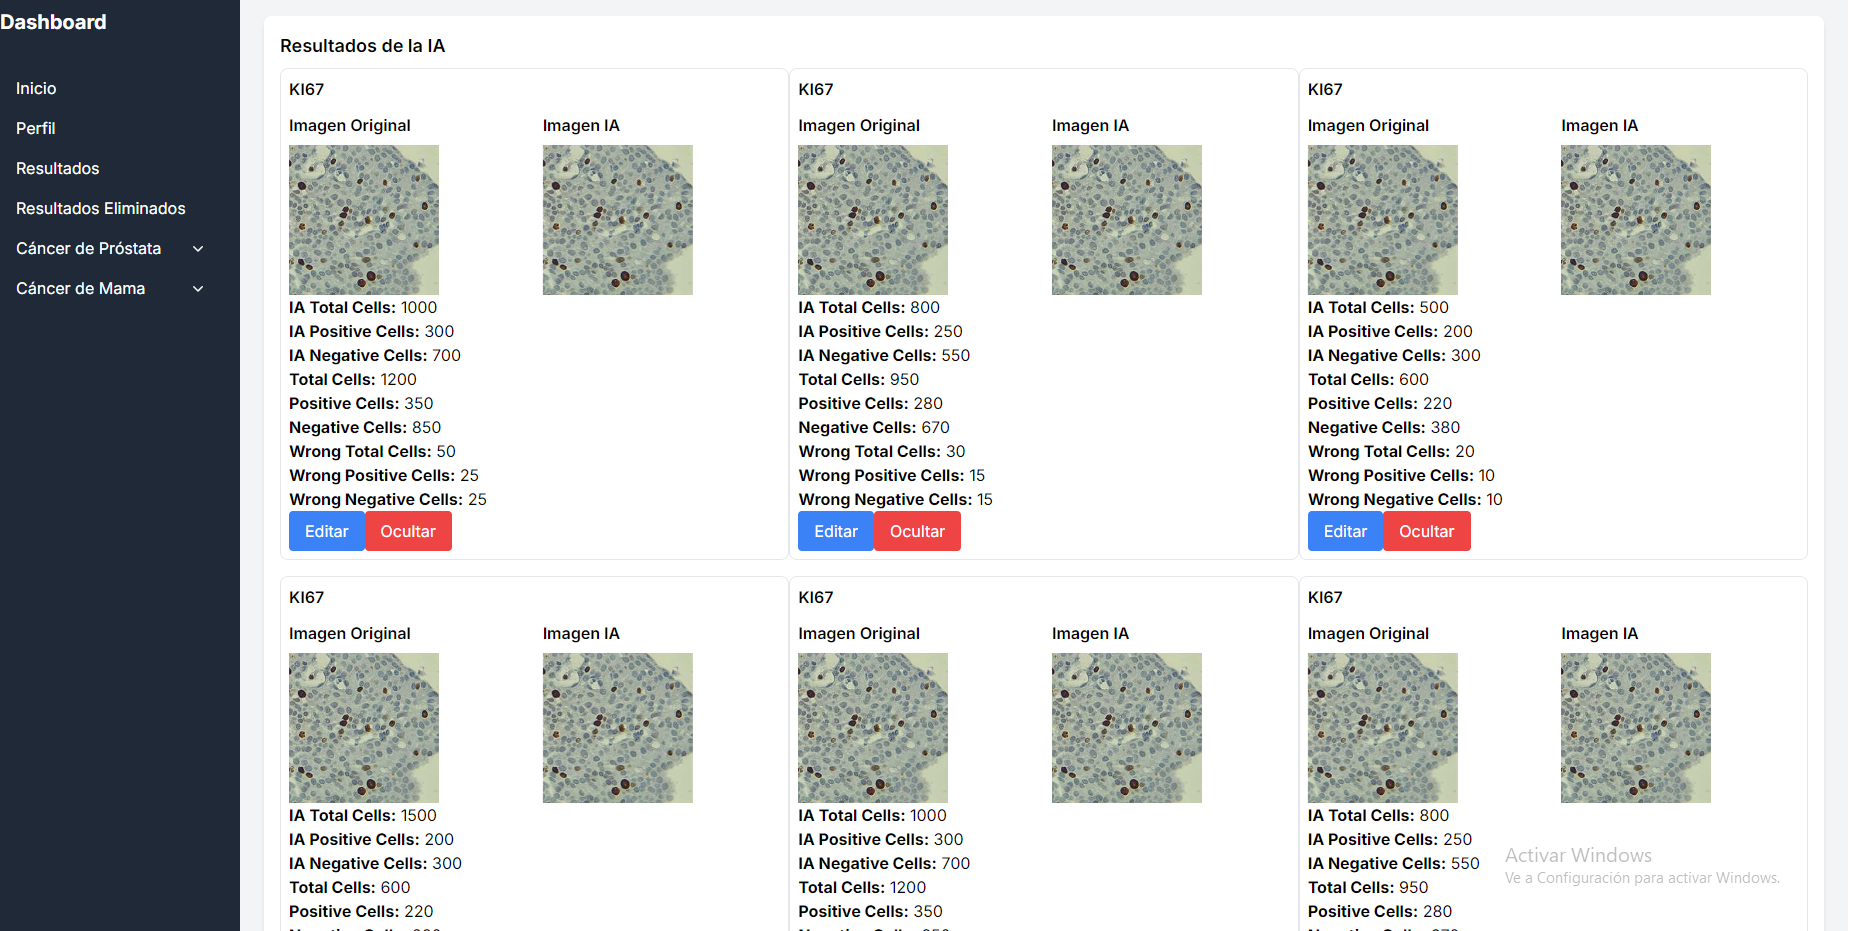 Dashboard
Inicio
Perfil
Resultados
Resultados Eliminados
Cáncer de Próstata
Cáncer de Mama
Resultados de la IA
KI67
Imagen Original
Imagen IA
IA Total Cells: 1000
IA Positive Cells: 300
IA Negative Cells: 700
Total Cells: 1200
Positive Cells: 350
Negative Cells: 850
Wrong Total Cells: 50
Wrong Positive Cells: 25
Wrong Negative Cells: 25
Editar
Ocultar
KI67
Imagen Original
Imagen IA
IA Total Cells: 800
IA Positive Cells: 250
IA Negative Cells: 550
Total Cells: 950
Positive Cells: 280
Negative Cells: 670
Wrong Total Cells: 30
Wrong Positive Cells: 15
Wrong Negative Cells: 15
Editar
Ocultar
KI67
Imagen Original
Imagen IA
IA Total Cells: 500
IA Positive Cells: 200
IA Negative Cells: 300
Total Cells: 600
Positive Cells: 220
Negative Cells: 380
Wrong Total Cells: 20
Wrong Positive Cells: 10
Wrong Negative Cells: 10
Editar
Ocultar
KI67
Imagen Original
Imagen IA
IA Total Cells: 1500
IA Positive Cells: 200
IA Negative Cells: 300
Total Cells: 600
Positive Cells: 220
KI67
Imagen Original
Imagen IA
IA Total Cells: 1000
IA Positive Cells: 300
IA Negative Cells: 700
Total Cells: 1200
Positive Cells: 350
KI67
Imagen Original
Imagen IA
IA Total Cells: 800
IA Positive Cells: 250
IA Negative Cells: 550
Total Cells: 950
Positive Cells: 280
Activar Windows
Ve a Configuración para activar Windows.